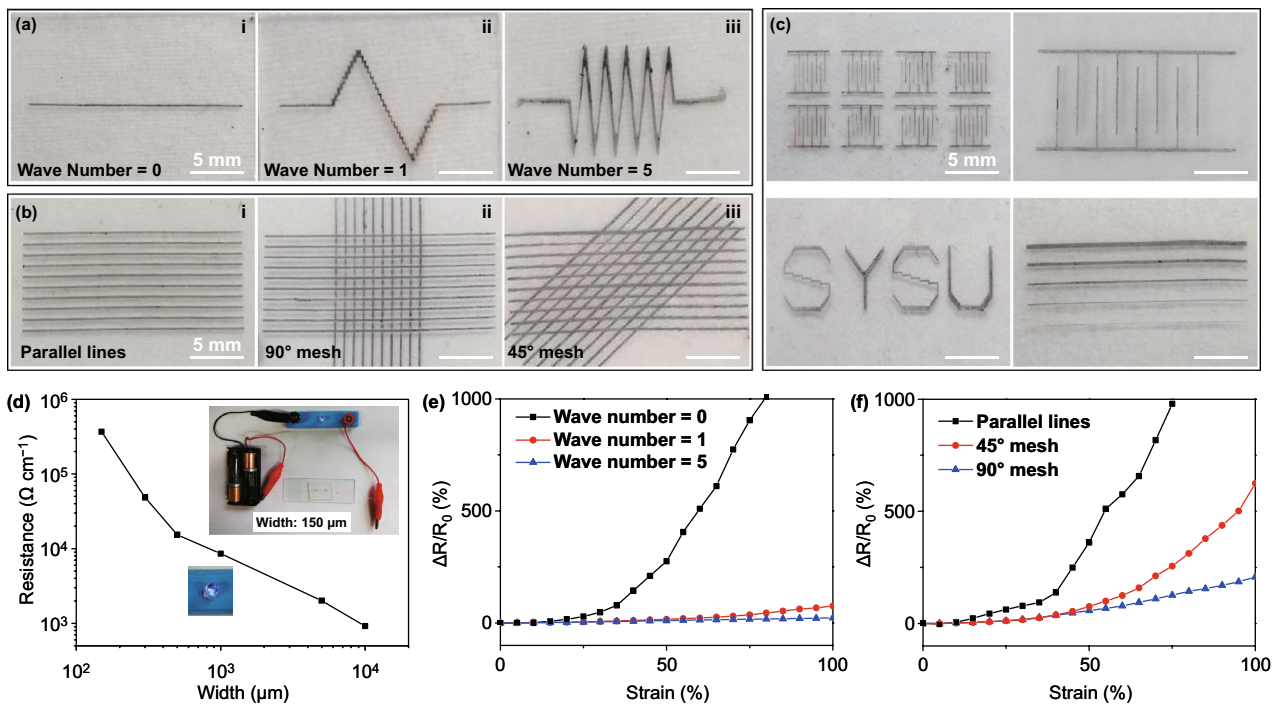 (a) i ii iii
Wave Number = 0 5 mm Wave Number = 1 Wave Number = 5
(b) i ii iii
Parallel lines 5 mm 90° mesh 45° mesh
(c)
5 mm
SYSU
(d)
Resistance (Ω cm⁻¹)
10⁶
10⁵
10⁴
10³
Width: 150 µm
10² 10³ 10⁴
Width (µm)
(e)
ΔR/R₀ (%)
1000
500
0
Wave number = 0
Wave number = 1
Wave number = 5
0 50 100
Strain (%)
(f)
ΔR/R₀ (%)
1000
500
0
Parallel lines
45° mesh
90° mesh
0 50 100
Strain (%)